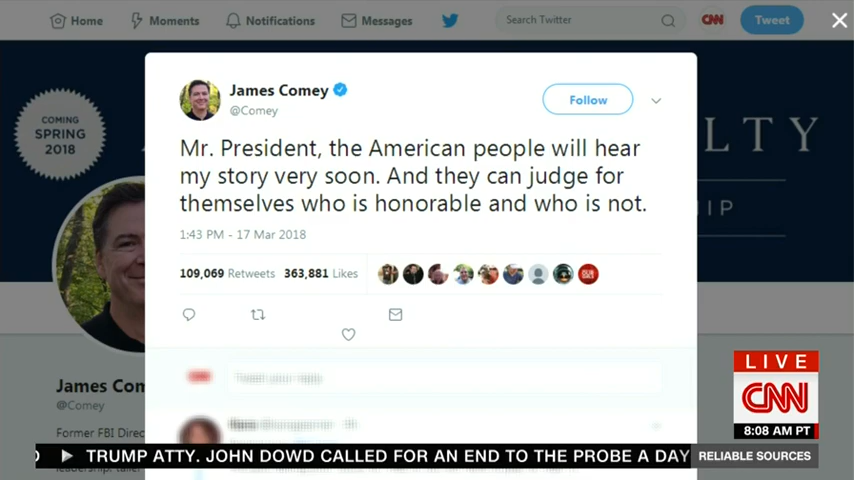 Home Moments Notifications Messages Search Twitter CNN Tweet
COMING
SPRING
2018
LTY
IP
James Comey
@Comey
Follow
Mr. President, the American people will hear
my story very soon. And they can judge for
themselves who is honorable and who is not.
1:43 PM - 17 Mar 2018
109,069 Retweets 363,881 Likes
James Com
@Comey
Former FBI Direc
LIVE
CNN
8:08 AM PT
TRUMP ATTY. JOHN DOWD CALLED FOR AN END TO THE PROBE A DAY
RELIABLE SOURCES